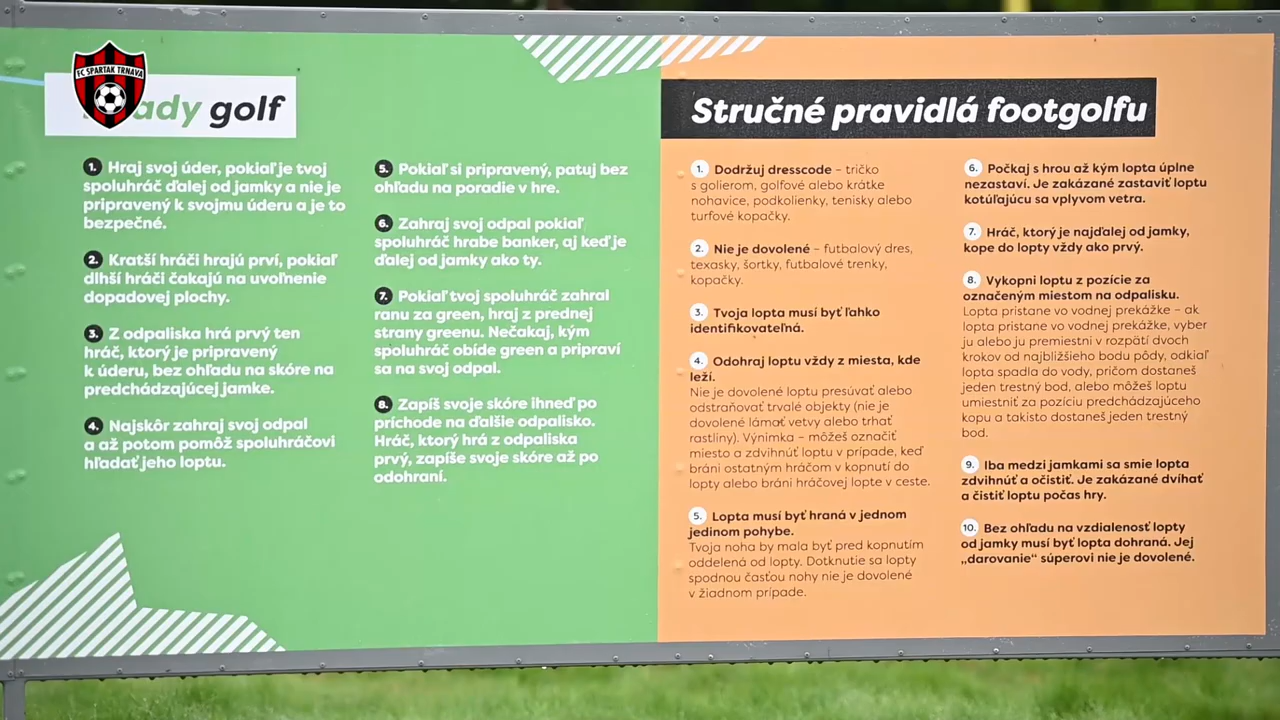 FC SPARTAK TRNAVA
ady golf
1. Hraj svoj úder, pokiaľ je tvoj
spoluhráč ďalej od jamky a nie je
pripravený k svojmu úderu a je to
bezpečné.
2. Kratší hráči hrajú prví, pokiaľ
dlhší hráči čakajú na uvoľnenie
dopadovej plochy.
3. Z odpaliska hrá prvý ten
hráč, ktorý je pripravený
k úderu, bez ohľadu na skóre na
predchádzajúcej jamke.
4. Najskôr zahraj svoj odpal
a až potom pomôž spoluhráčovi
hľadať jeho loptu.
5. Pokiaľ si pripravený, patuj bez
ohľadu na poradie v hre.
6. Zahraj svoj odpal pokiaľ
spoluhráč hrabe banker, aj keď je
ďalej od jamky ako ty.
7. Pokiaľ tvoj spoluhráč zahral
ranu za green, hraj z prednej
strany greenu. Nečakaj, kým
spoluhráč obíde green a pripraví
sa na svoj odpal.
8. Zapíš svoje skóre ihneď po
príchode na ďalšie odpalisko.
Hráč, ktorý hrá z odpaliska
prvý, zapíše svoje skóre až po
odohraní.
Stručné pravidlá footgolfu
1. Dodržuj dresscode – tričko
s golierom, golfové alebo krátke
nohavice, podkolienky, tenisky alebo
turfové kopačky.
2. Nie je dovolené – futbalový dres,
texasky, šortky, futbalové trenky,
kopačky.
3. Tvoja lopta musí byť ľahko
identifikovateľná.
4. Odohraj loptu vždy z miesta, kde
leží.
Nie je dovolené loptu presúvať alebo
odstraňovať trvalé objekty (nie je
dovolené lámať vetvy alebo trhať
rastliny). Výnimka – môžeš označiť
miesto a zdvihnúť loptu v prípade, keď
bráni ostatným hráčom v kopnutí do
lopty alebo bráni hráčovej lopte v ceste.
5. Lopta musí byť hraná v jednom
jedinom pohybe.
Tvoja noha by mala byť pred kopnutím
oddelená od lopty. Dotknutie sa lopty
spodnou časťou nohy nie je dovolené
v žiadnom prípade.
6. Počkaj s hrou až kým lopta úplne
nezastaví. Je zakázané zastaviť loptu
kotúľajúcu sa vplyvom vetra.
7. Hráč, ktorý je najďalej od jamky,
kope do lopty vždy ako prvý.
8. Vykopni loptu z pozície za
označeným miestom na odpalisku.
Lopta pristane vo vodnej prekážke – ak
lopta pristane vo vodnej prekážke, vyber
ju alebo ju premiestni v rozpätí dvoch
krokov od najbližšieho bodu pôdy, odkiaľ
lopta spadla do vody, pričom dostaneš
jeden trestný bod, alebo môžeš loptu
umiestniť za pozíciu predchádzajúceho
kopu a takisto dostaneš jeden trestný
bod.
9. Iba medzi jamkami sa smie lopta
zdvihnúť a očistiť. Je zakázané dvíhať
a čistiť loptu počas hry.
10. Bez ohľadu na vzdialenosť lopty
od jamky musí byť lopta dohraná. Jej
„darovanie“ súperovi nie je dovolené.